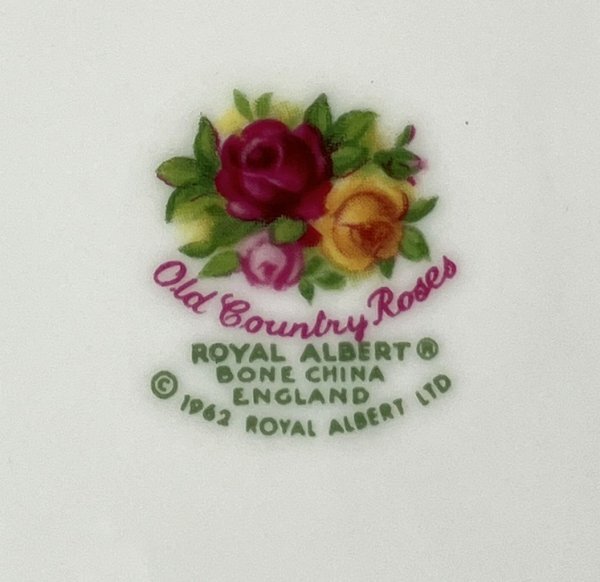 Old Country Roses
ROYAL ALBERT ®
BONE CHINA
ENGLAND
© 1962 ROYAL ALBERT LTD